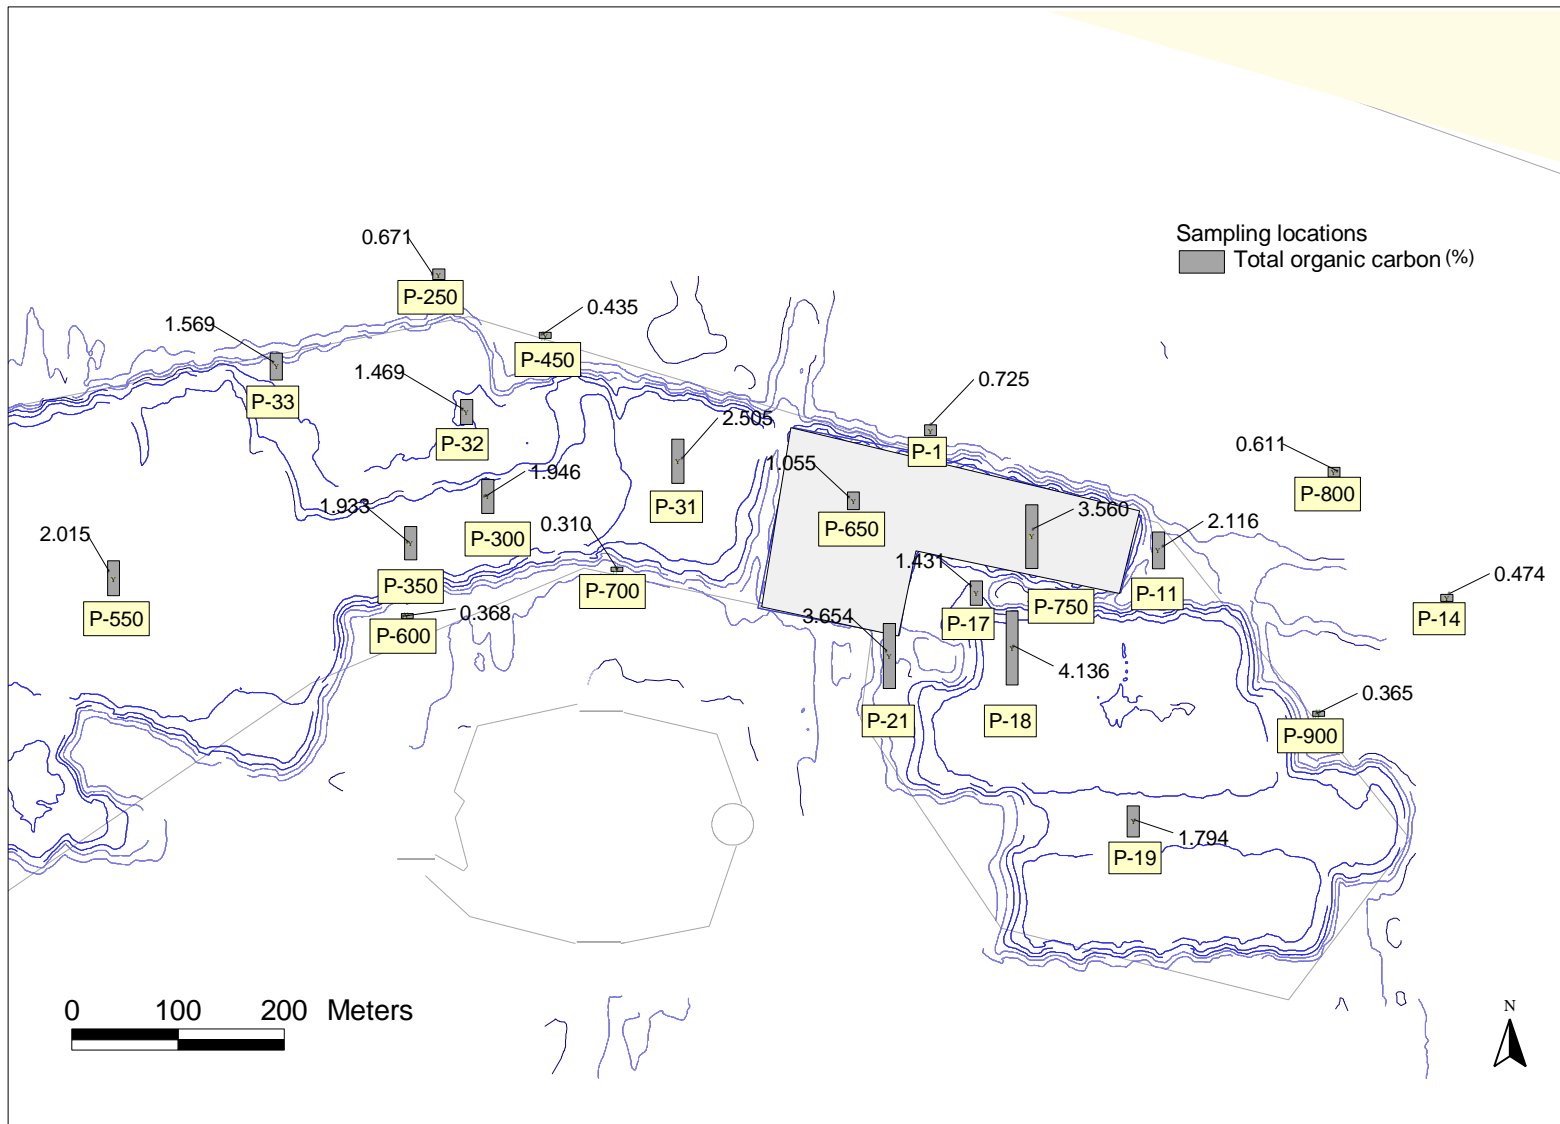 Sampling locations
Total organic carbon (%)
0.671
P-250
0.435
P-450
1.569
P-33
1.469
P-32
0.725
P-1
2.505
P-31
0.611
P-800
1.055
P-650
1.946
P-300
1.933
P-350
0.310
P-700
3.560
P-750
2.116
P-11
2.015
P-550
1.431
P-17
0.474
P-14
0.368
P-600
3.654
P-21
4.136
P-18
0.365
P-900
1.794
P-19
0 100 200 Meters
N